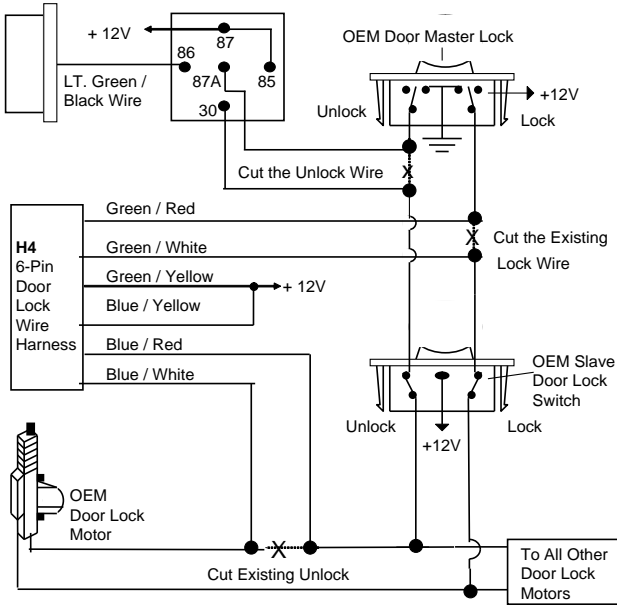 OEM Door Master Lock
+ 12V
87
86
87A
85
30
LT. Green /
Black Wire
Unlock
+12V
Lock
Cut the Unlock Wire
Green / Red
H4
6-Pin
Door
Lock
Wire
Harness
Green / White
Green / Yellow
Blue / Yellow
Blue / Red
Blue / White
+ 12V
Cut the Existing
Lock Wire
OEM Slave
Door Lock
Switch
Unlock
+12V
Lock
OEM
Door Lock
Motor
Cut Existing Unlock
To All Other
Door Lock
Motors
X
X
X